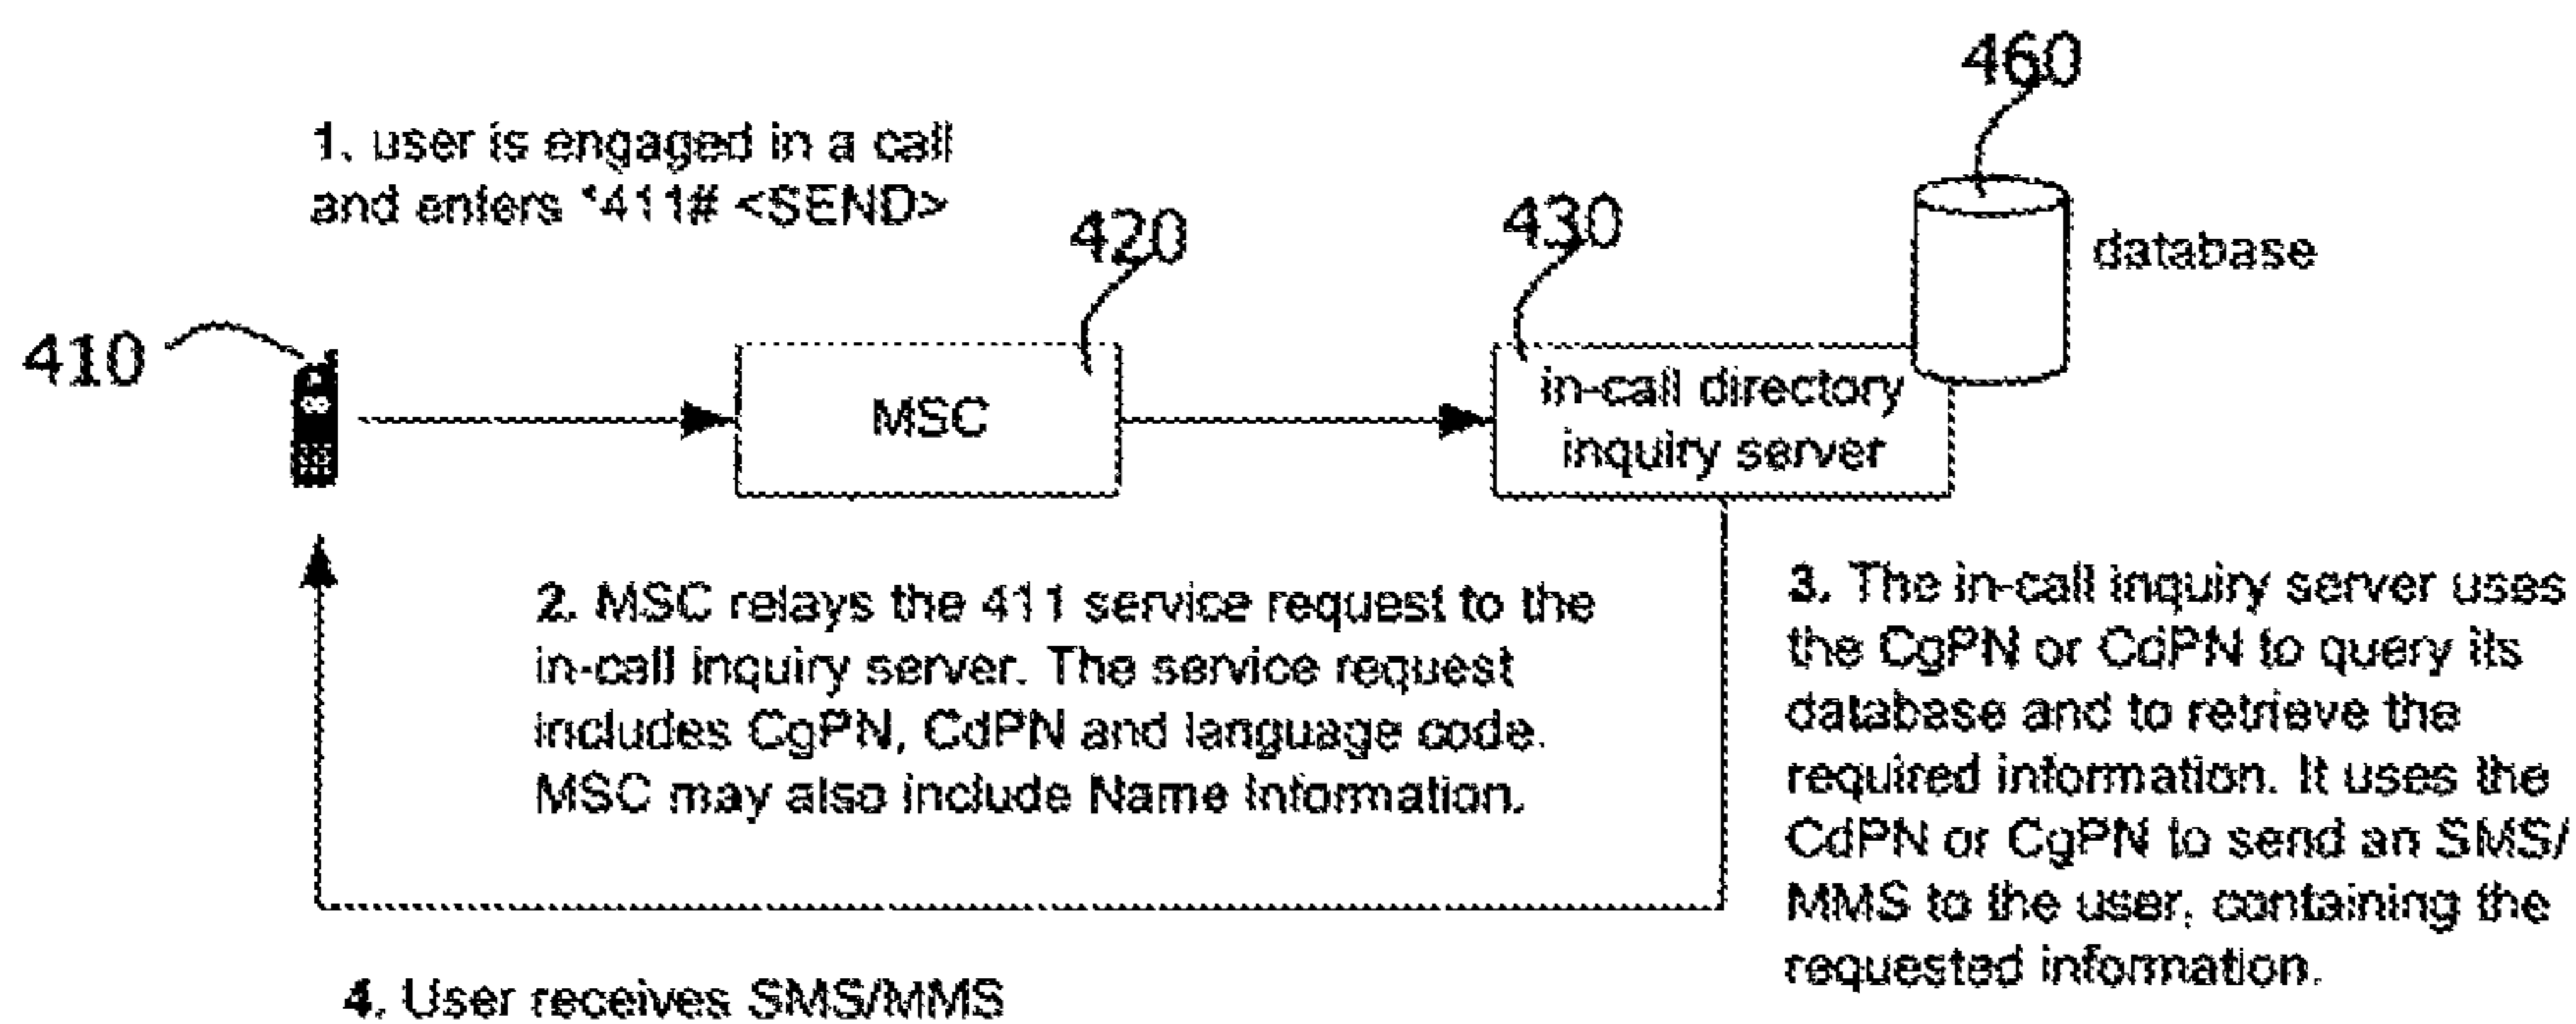 460
1. user is engaged in a call
and enters *411# <SEND>
420
430
database
410
MSC
in-call directory
inquiry server
2. MSC relays the 411 service request to the
in-call inquiry server. The service request
includes CgPN, CdPN and language code.
MSC may also include Name Information.
3. The in-call inquiry server uses
the CgPN or CdPN to query its
database and to retrieve the
required information. It uses the
CdPN or CgPN to send an SMS/
MMS to the user, containing the
requested information.
4. User receives SMS/MMS